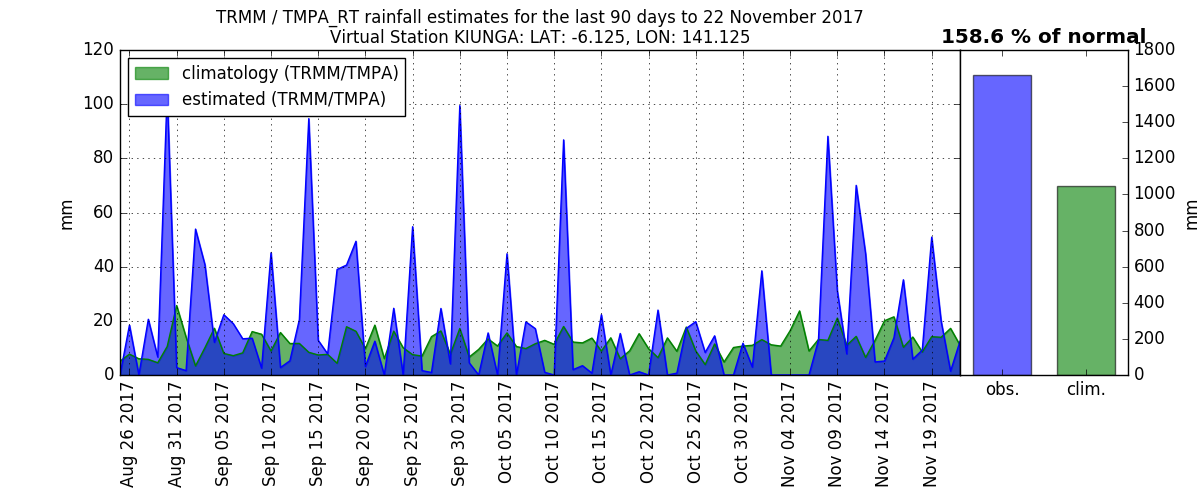 TRMM / TMPA_RT rainfall estimates for the last 90 days to 22 November 2017
Virtual Station KIUNGA: LAT: -6.125, LON: 141.125
158.6 % of normal
climatology (TRMM/TMPA)
estimated (TRMM/TMPA)
120
100
80
60
40
20
0
mm
1800
1600
1400
1200
1000
800
600
400
200
0
mm
Aug 26 2017
Aug 31 2017
Sep 05 2017
Sep 10 2017
Sep 15 2017
Sep 20 2017
Sep 25 2017
Sep 30 2017
Oct 05 2017
Oct 10 2017
Oct 15 2017
Oct 20 2017
Oct 25 2017
Oct 30 2017
Nov 04 2017
Nov 09 2017
Nov 14 2017
Nov 19 2017
obs.
clim.